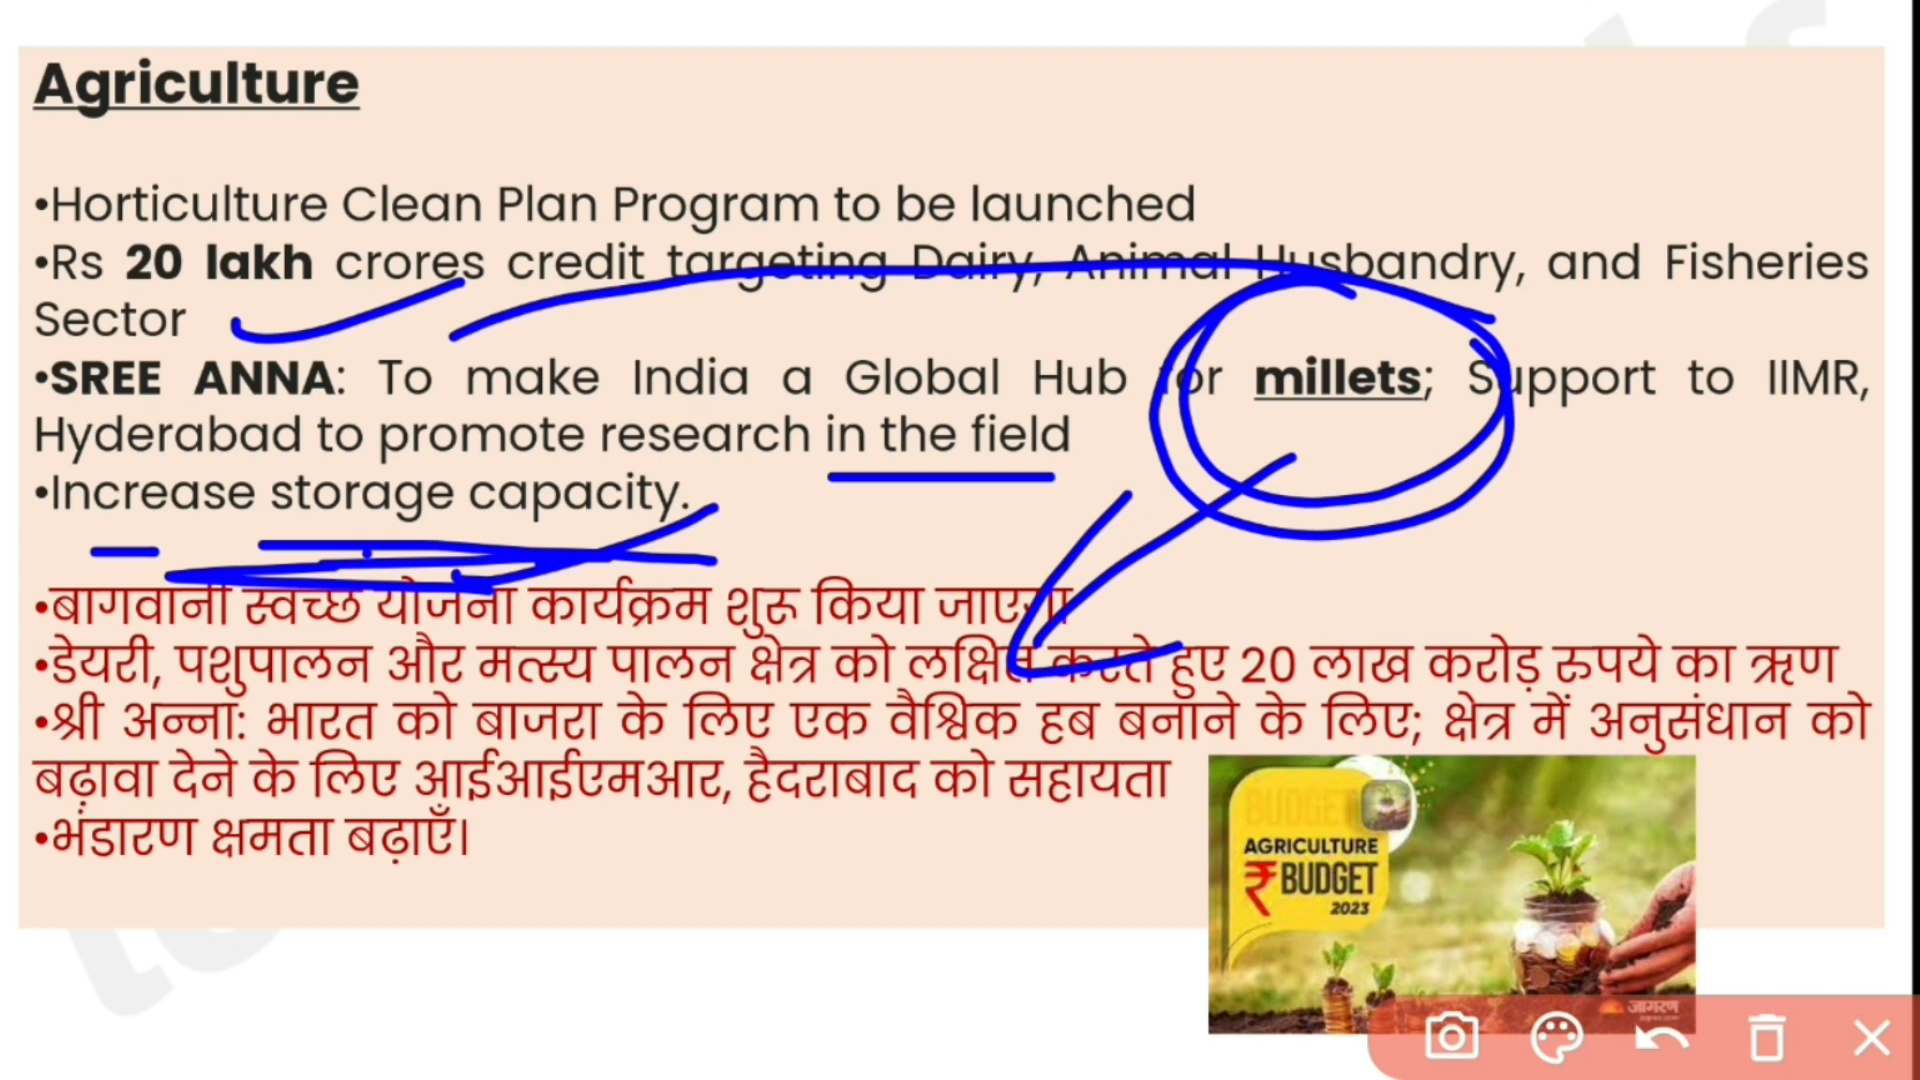 Agriculture
•Horticulture Clean Plan Program to be launched
•Rs 20 lakh crores credit targeting Dairy, Animal Husbandry, and Fisheries
Sector
•SREE ANNA: To make India a Global Hub for millets; Support to IIMR,
Hyderabad to promote research in the field
•Increase storage capacity.
•बागवानी स्वच्छ योजना कार्यक्रम शुरू किया जाएगा
•डेयरी, पशुपालन और मत्स्य पालन क्षेत्र को लक्षित करते हुए 20 लाख करोड़ रुपये का ऋण
•श्री अन्ना: भारत को बाजरा के लिए एक वैश्विक हब बनाने के लिए; क्षेत्र में अनुसंधान को
बढ़ावा देने के लिए आईआईएमआर, हैदराबाद को सहायता
•भंडारण क्षमता बढ़ाएँ।
BUDGET
AGRICULTURE
₹ BUDGET
2023
जागरण